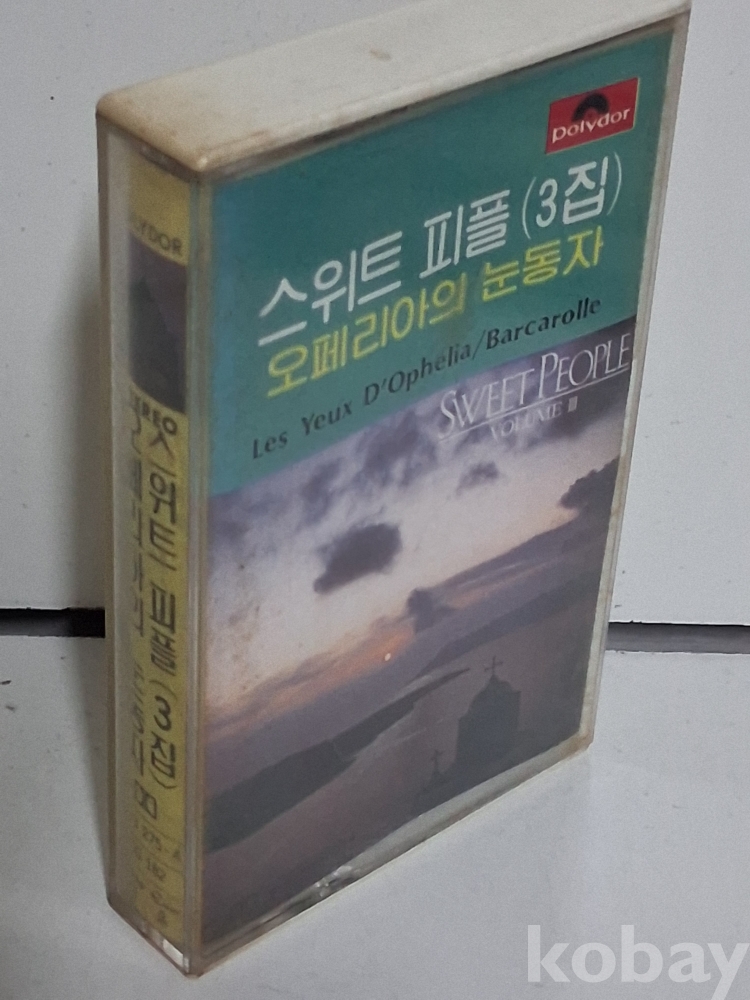 polydor
스위트 피플 (3집)
오페리아의 눈동자
Les Yeux D'Ophelia/Barcarolle
SWEET PEOPLE
VOLUME III
STEREO
스위트 피플 (3집)
kobay